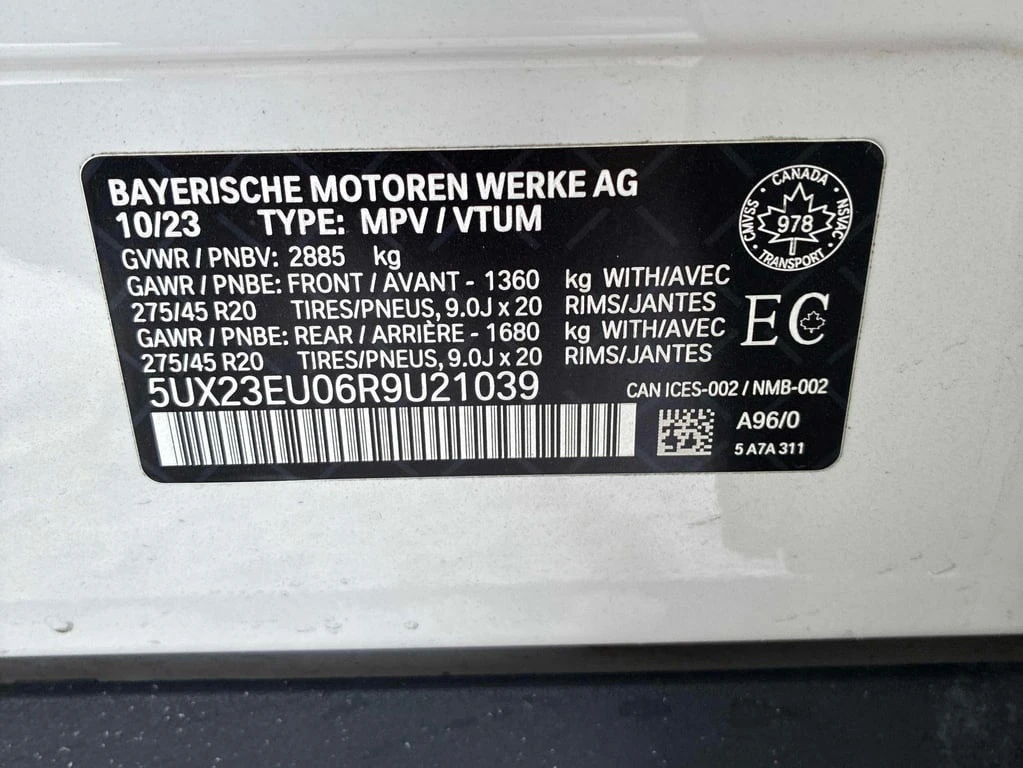 BAYERISCHE MOTOREN WERKE AG
10/23 TYPE: MPV / VTUM
GVWR / PNBV: 2885 kg
GAWR / PNBE: FRONT / AVANT - 1360 kg WITH/AVEC
275/45 R20 TIRES/PNEUS, 9.0J x 20 RIMS/JANTES
GAWR / PNBE: REAR / ARRIÈRE - 1680 kg WITH/AVEC
275/45 R20 TIRES/PNEUS, 9.0J x 20 RIMS/JANTES
5UX23EU06R9U21039
CANADA
CMVSS 978 NSVAC
TRANSPORT
EC
CAN ICES-002 / NMB-002
A96/0
5 A7A 311